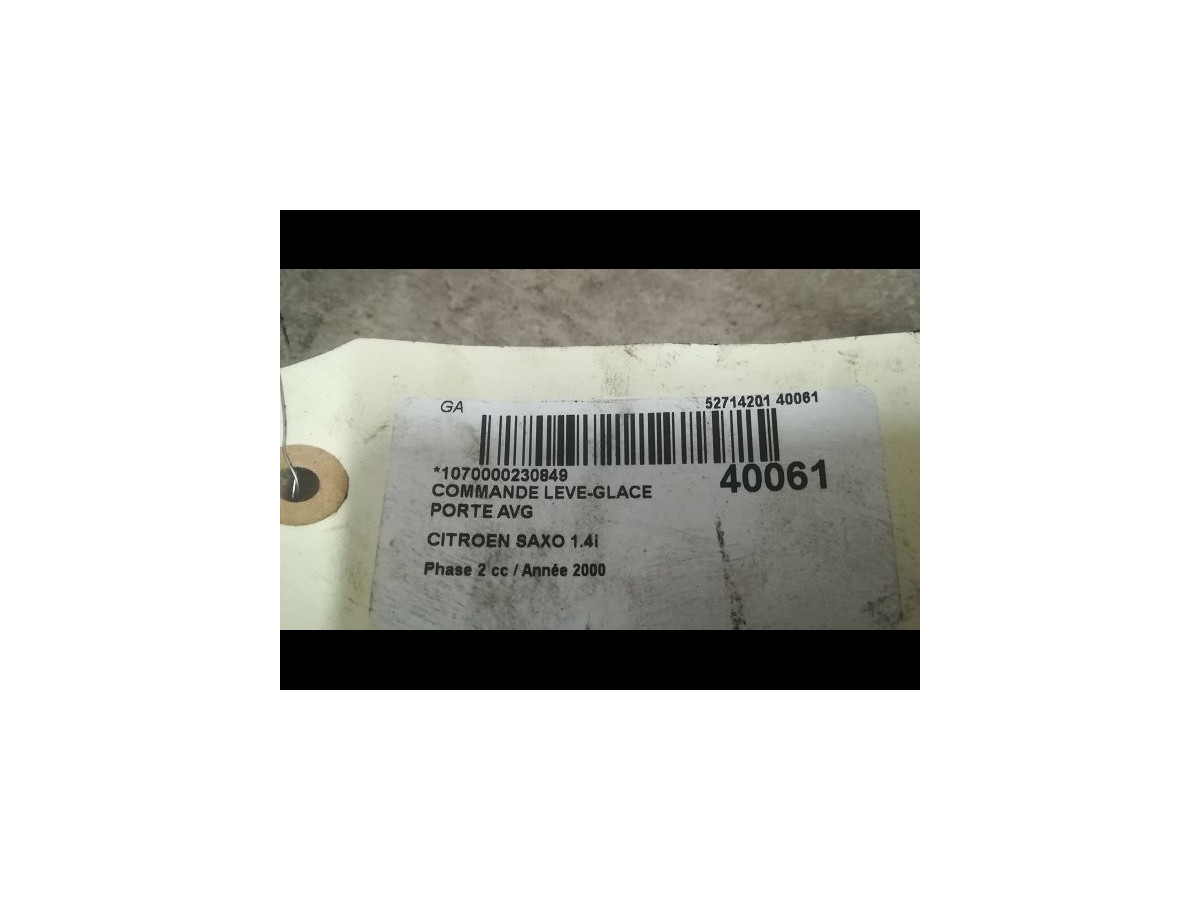 GA
52714201 40061
*1070000230849
40061
COMMANDE LEVE-GLACE
PORTE AVG
CITROEN SAXO 1.4i
Phase 2 cc / Année 2000